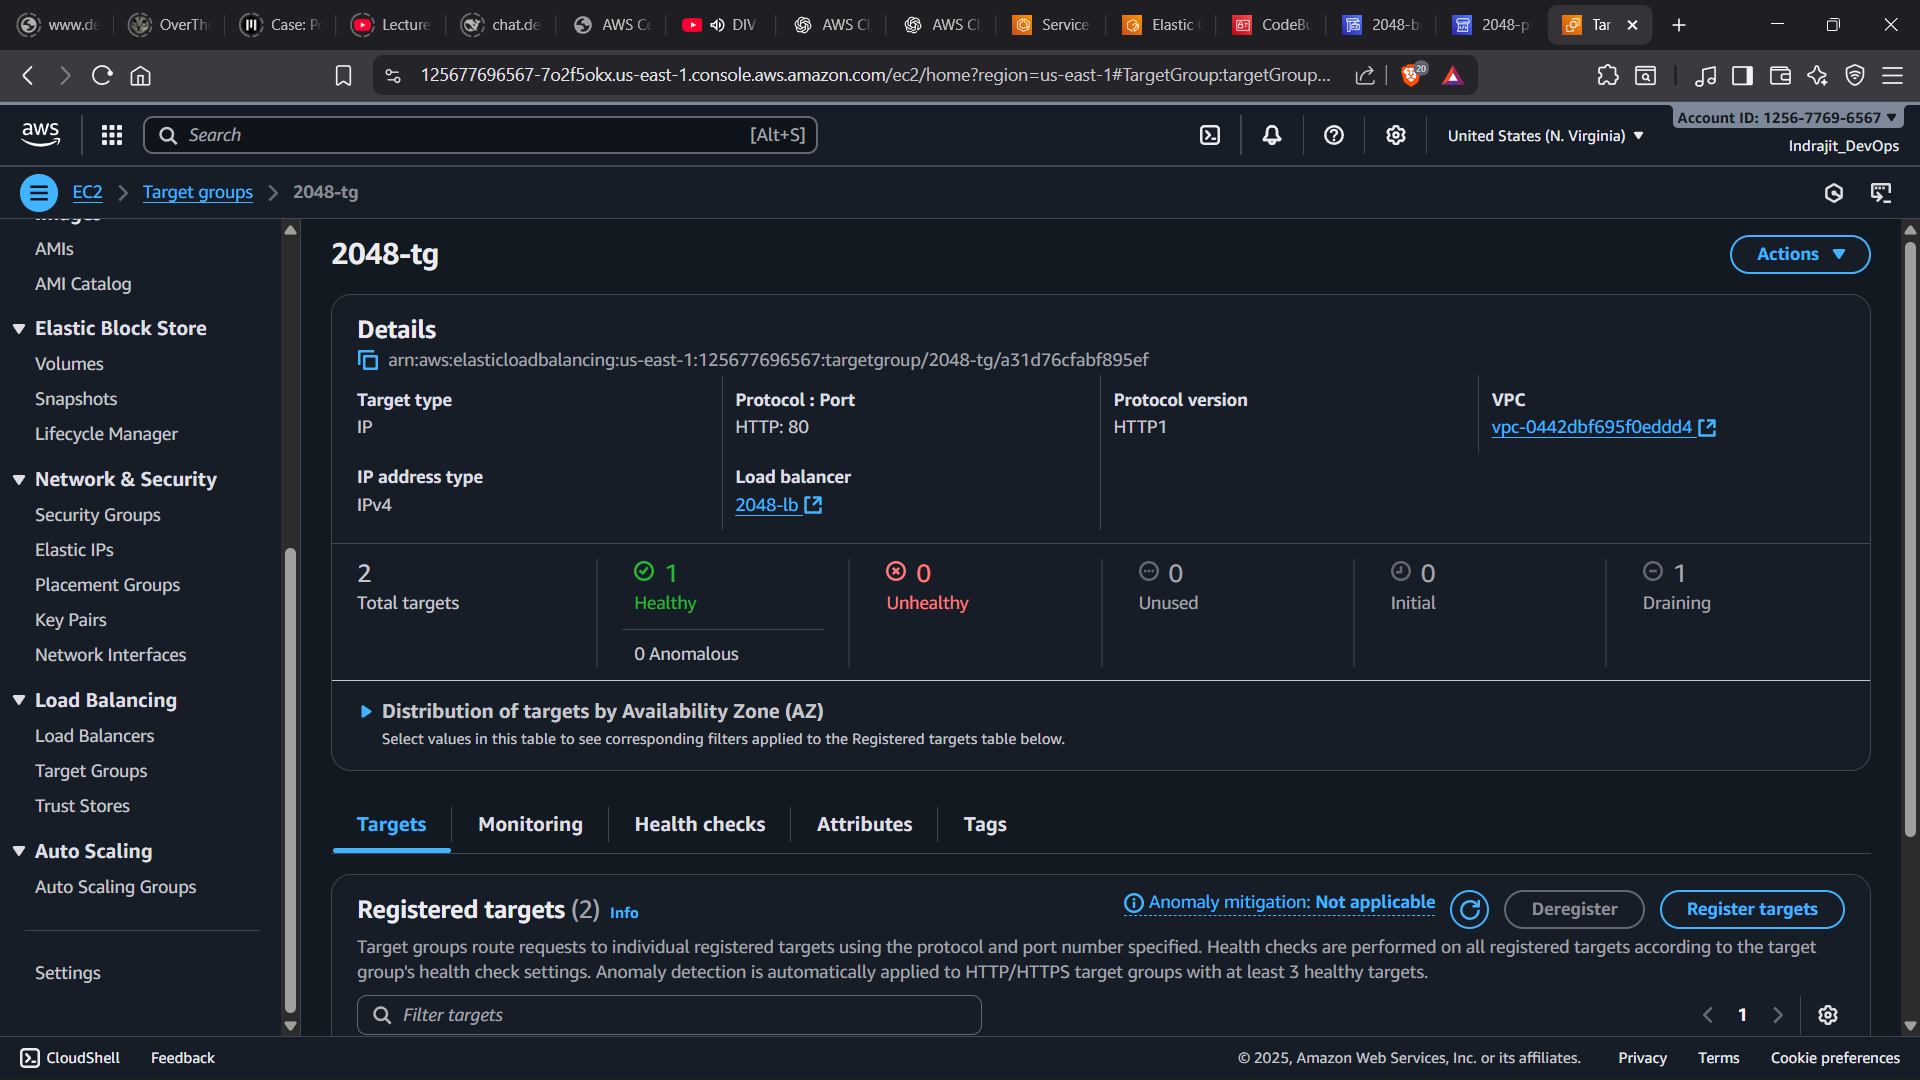 www.de
OverTh
Case: P
Lecture
chat.de
AWS Ce
DIV
AWS Cl
AWS Cl
Service
Elastic
CodeBu
2048-b
2048-p
Tar
125677696567-7o2f5okx.us-east-1.console.aws.amazon.com/ec2/home?region=us-east-1#TargetGroup:targetGroup...
20
aws
Search
[Alt+S]
United States (N. Virginia)
Account ID: 1256-7769-6567
Indrajit_DevOps
EC2
Target groups
2048-tg
Images
AMIs
AMI Catalog
Elastic Block Store
Volumes
Snapshots
Lifecycle Manager
Network & Security
Security Groups
Elastic IPs
Placement Groups
Key Pairs
Network Interfaces
Load Balancing
Load Balancers
Target Groups
Trust Stores
Auto Scaling
Auto Scaling Groups
Settings
2048-tg
Actions
Details
arn:aws:elasticloadbalancing:us-east-1:125677696567:targetgroup/2048-tg/a31d76cfabf895ef
Target type
IP
Protocol : Port
HTTP: 80
Protocol version
HTTP1
VPC
vpc-0442dbf695f0eddd4
IP address type
IPv4
Load balancer
2048-lb
2
Total targets
1
Healthy
0 Anomalous
0
Unhealthy
0
Unused
0
Initial
1
Draining
Distribution of targets by Availability Zone (AZ)
Select values in this table to see corresponding filters applied to the Registered targets table below.
Targets
Monitoring
Health checks
Attributes
Tags
Registered targets (2) Info
Anomaly mitigation: Not applicable
Deregister
Register targets
Target groups route requests to individual registered targets using the protocol and port number specified. Health checks are performed on all registered targets according to the target
group's health check settings. Anomaly detection is automatically applied to HTTP/HTTPS target groups with at least 3 healthy targets.
Filter targets
1
CloudShell
Feedback
© 2025, Amazon Web Services, Inc. or its affiliates.
Privacy
Terms
Cookie preferences